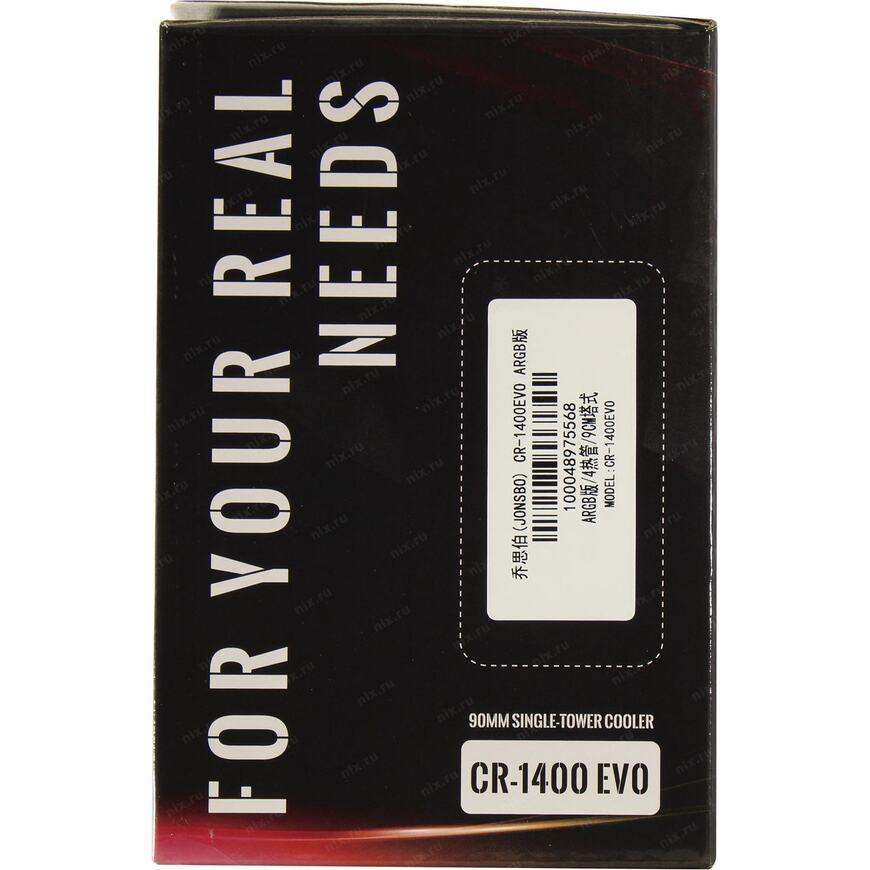 FOR YOUR REAL
NEEDS
乔思伯(JONSBO) CR-1400EVO ARGB版
100048975568
ARGB版/4热管/9CM塔式
MODEL:CR-1400EVO
90MM SINGLE-TOWER COOLER
CR-1400 EVO
nix.ru